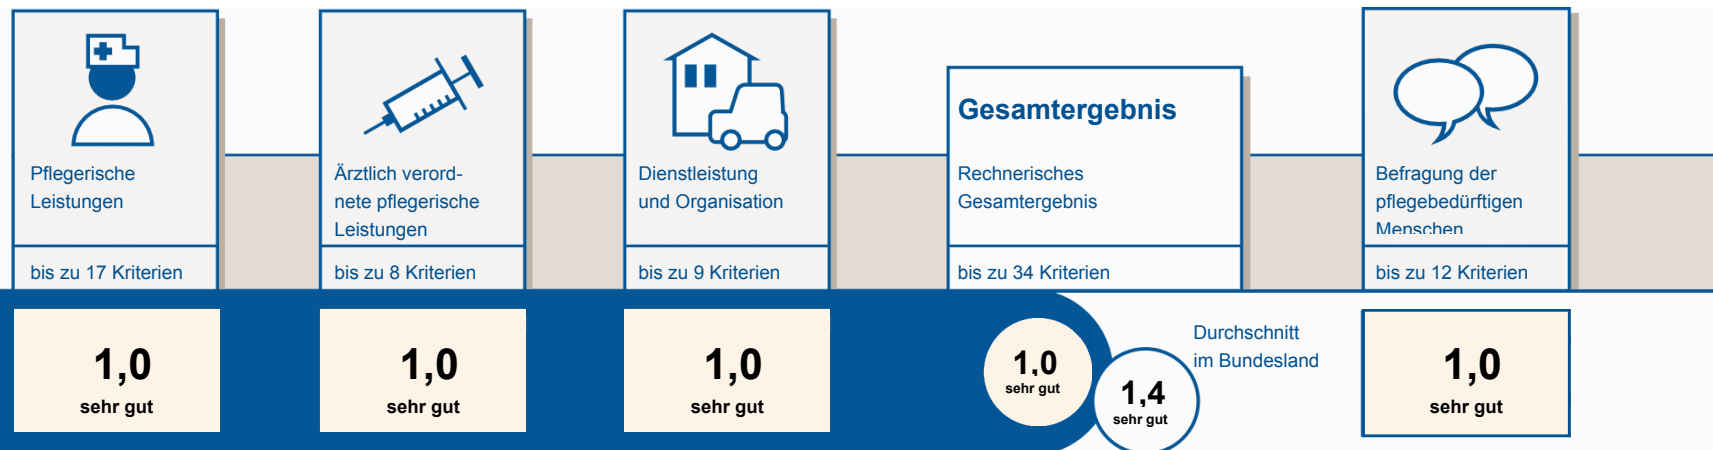 Pflegerische
Leistungen
bis zu 17 Kriterien
1,0
sehr gut
Ärztlich verord-
nete pflegerische
Leistungen
bis zu 8 Kriterien
1,0
sehr gut
Dienstleistung
und Organisation
bis zu 9 Kriterien
1,0
sehr gut
Gesamtergebnis
Rechnerisches
Gesamtergebnis
bis zu 34 Kriterien
1,0
sehr gut
1,4
sehr gut
Durchschnitt
im Bundesland
Befragung der
pflegebedürftigen
Menschen
bis zu 12 Kriterien
1,0
sehr gut